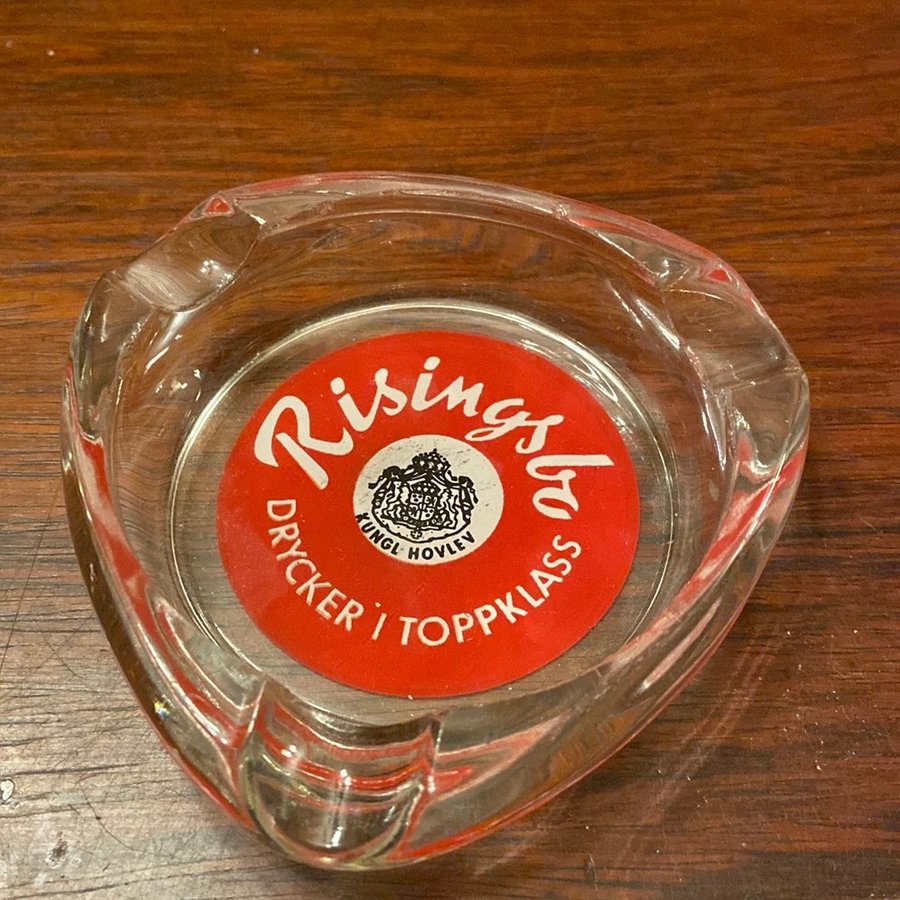 Risingsbo
KUNGL HOVLEV
DRYCKER I TOPPKLASS